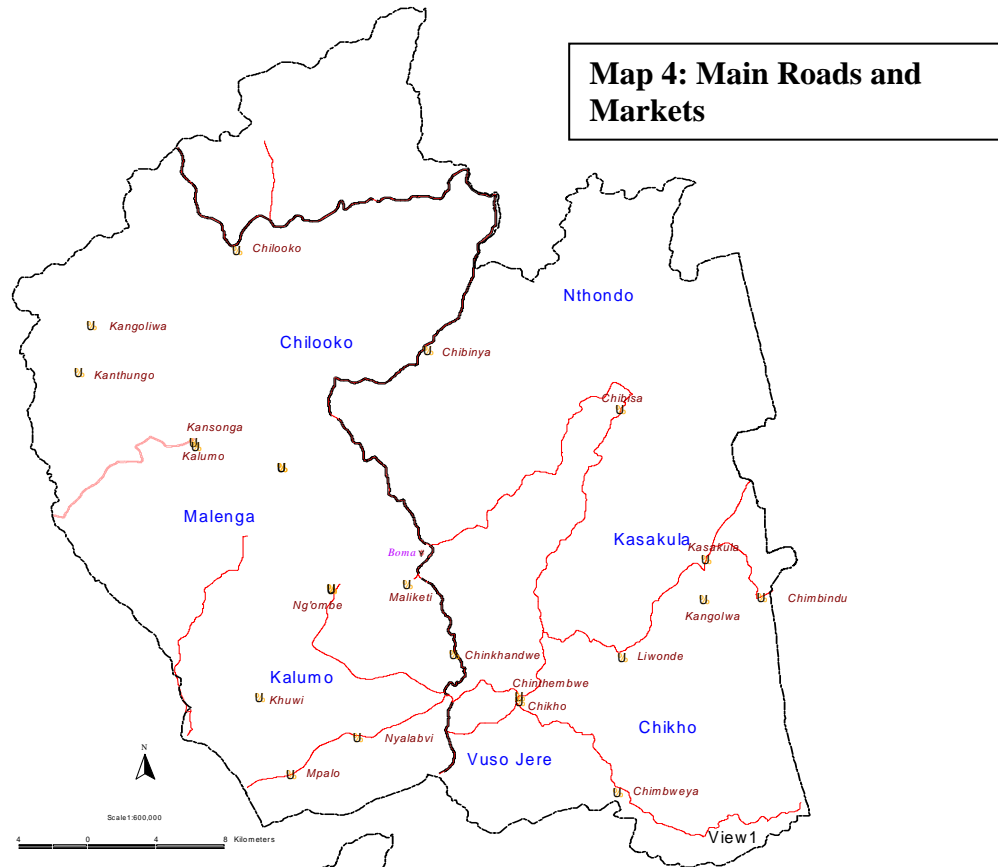 Map 4: Main Roads and
Markets
Chilooko
Nthondo
Kangoliwa
Chilooko
Chibinya
Kanthungo
Chibisa
Kansonga
Kalumo
Malenga
Kasakula
Boma
Kasakula
Maliketi
Ng'ombe
Kangolwa
Chimbindu
Chinkhandwe
Liwonde
Kalumo
Chinthembwe
Khuwi
Chikho
Chikho
Nyalabvi
Vuso Jere
Mpalo
N
Chimbweya
Scale1:600,000
View1
4 0 4 8 Kilometers